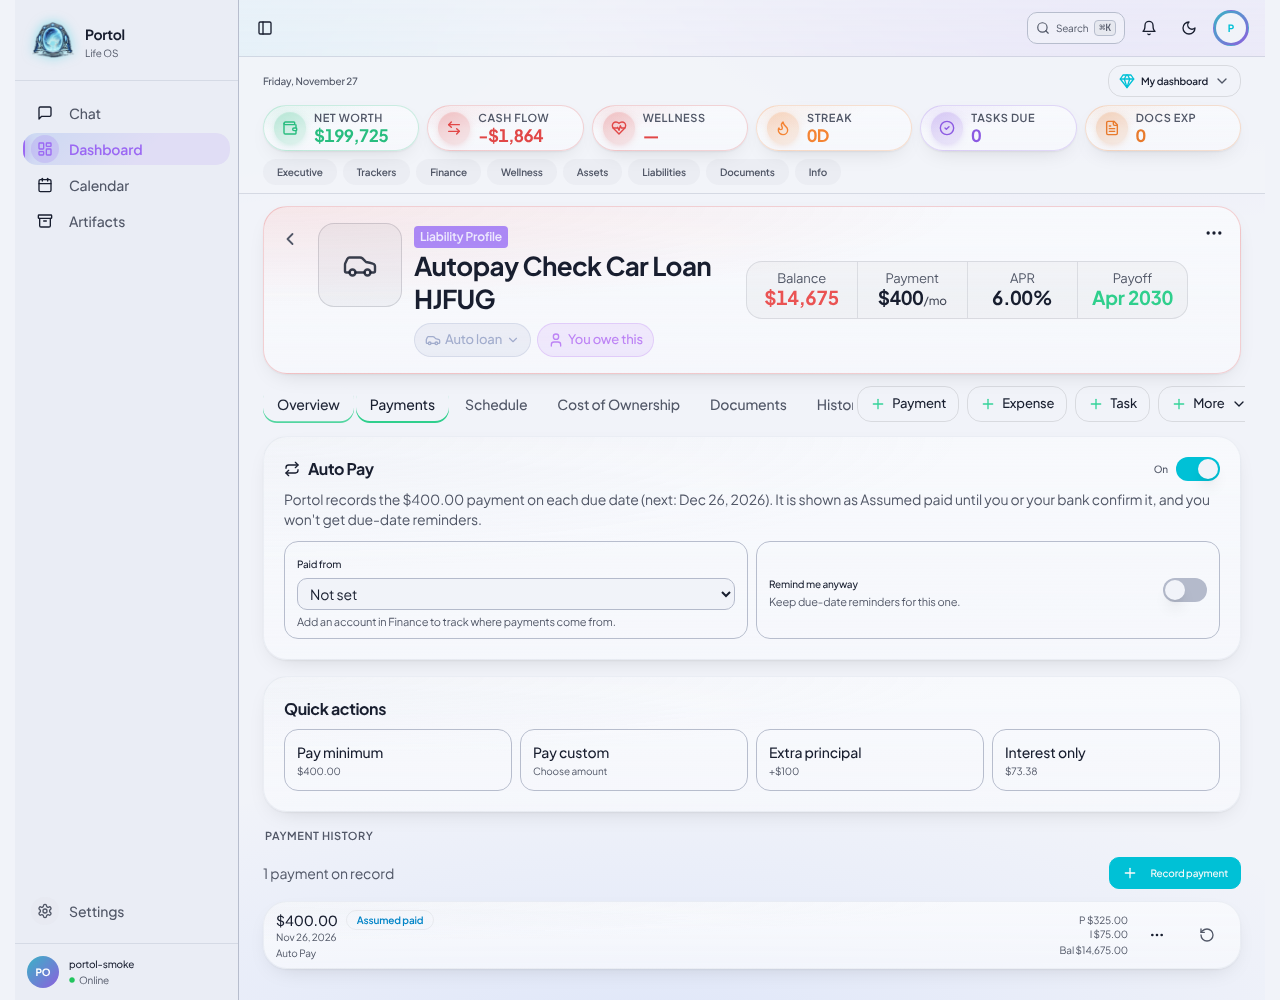 Portol
Life OS
Chat
Dashboard
Calendar
Artifacts
Settings
PO
portol-smoke
Online
Search ⌘K
P
Friday, November 27
My dashboard
NET WORTH
$199,725
CASH FLOW
-$1,864
WELLNESS
—
STREAK
0D
TASKS DUE
0
DOCS EXP
0
Executive
Trackers
Finance
Wellness
Assets
Liabilities
Documents
Info
Liability Profile
Autopay Check Car Loan
HJFUG
Auto loan
You owe this
Balance
$14,675
Payment
$400/mo
APR
6.00%
Payoff
Apr 2030
Overview
Payments
Schedule
Cost of Ownership
Documents
Histor
Payment
Expense
Task
More
Auto Pay
On
Portol records the $400.00 payment on each due date (next: Dec 26, 2026). It is shown as Assumed paid until you or your bank confirm it, and you
won't get due-date reminders.
Paid from
Not set
Add an account in Finance to track where payments come from.
Remind me anyway
Keep due-date reminders for this one.
Quick actions
Pay minimum
$400.00
Pay custom
Choose amount
Extra principal
+$100
Interest only
$73.38
PAYMENT HISTORY
1 payment on record
Record payment
$400.00
Assumed paid
Nov 26, 2026
Auto Pay
P $325.00
I $75.00
Bal $14,675.00